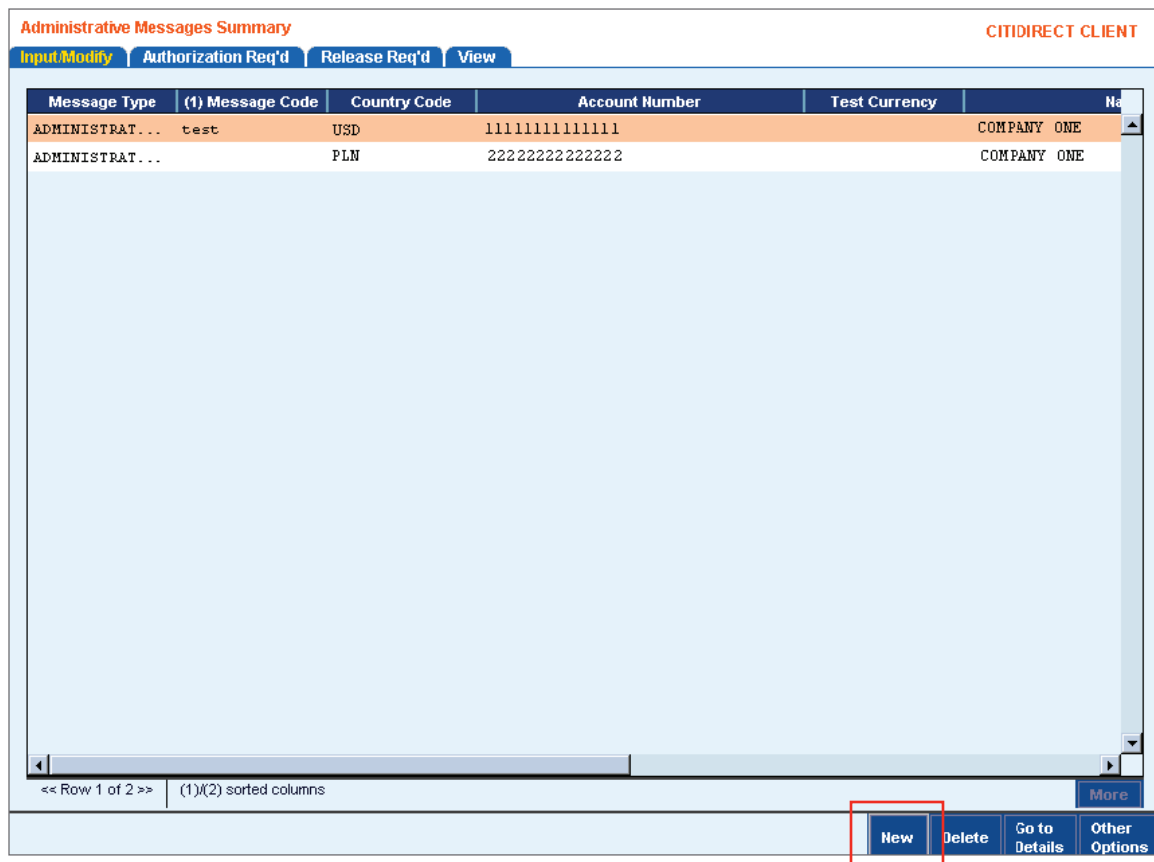 Administrative Messages Summary
CITIDIRECT CLIENT
Input/Modify Authorization Req'd Release Req'd View
Message Type (1) Message Code Country Code Account Number Test Currency Na
ADMINISTRAT... test USD 11111111111111 COMPANY ONE
ADMINISTRAT... PLN 22222222222222 COMPANY ONE
<< Row 1 of 2 >> (1)/(2) sorted columns More
New Delete Go to Details Other Options